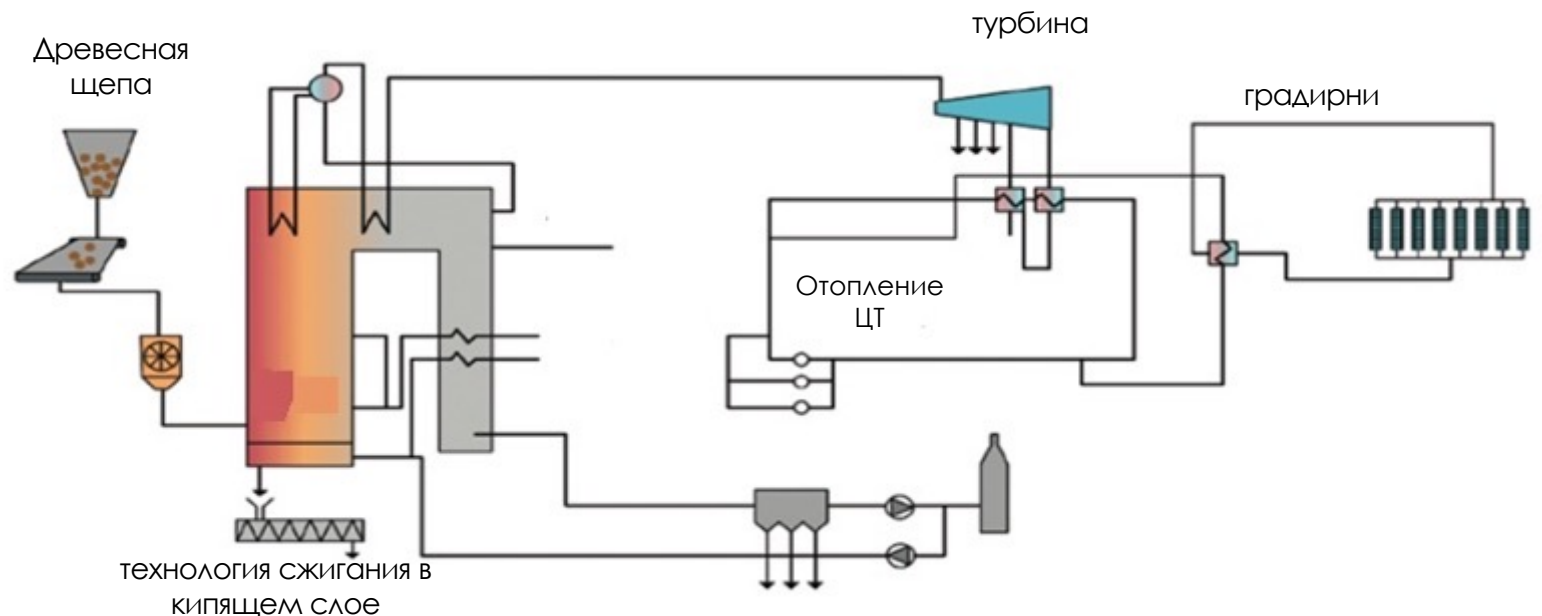 турбина
Древесная
щепа
градирни
Отопление
ЦТ
технология сжигания в
кипящем слое